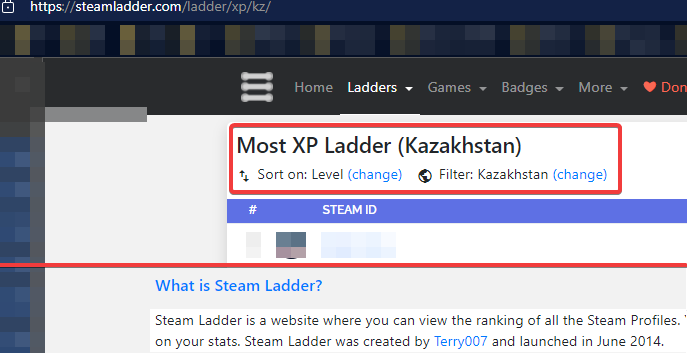 https://steamladder.com/ladder/xp/kz/
Home Ladders Games Badges More Don
Most XP Ladder (Kazakhstan)
Sort on: Level (change) Filter: Kazakhstan (change)
# STEAM ID
What is Steam Ladder?
Steam Ladder is a website where you can view the ranking of all the Steam Profiles.
on your stats. Steam Ladder was created by Terry007 and launched in June 2014.